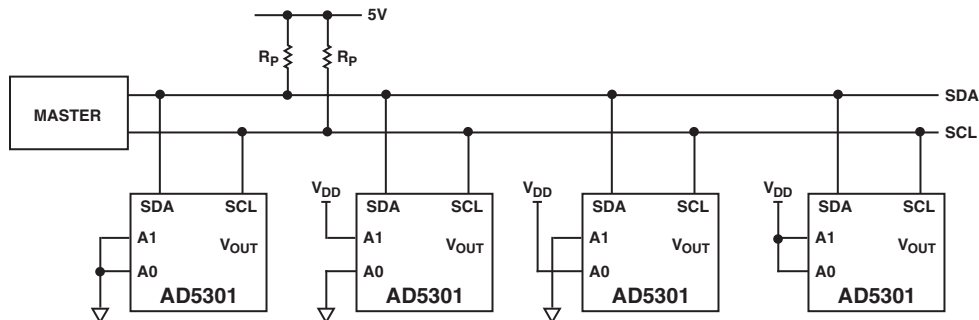 5V
RP RP
MASTER
SDA
SCL
VDD VDD VDD
SDA SCL SDA SCL SDA SCL SDA SCL
A1 A1 A1 A1
VOUT VOUT VOUT VOUT
A0 A0 A0 A0
AD5301 AD5301 AD5301 AD5301